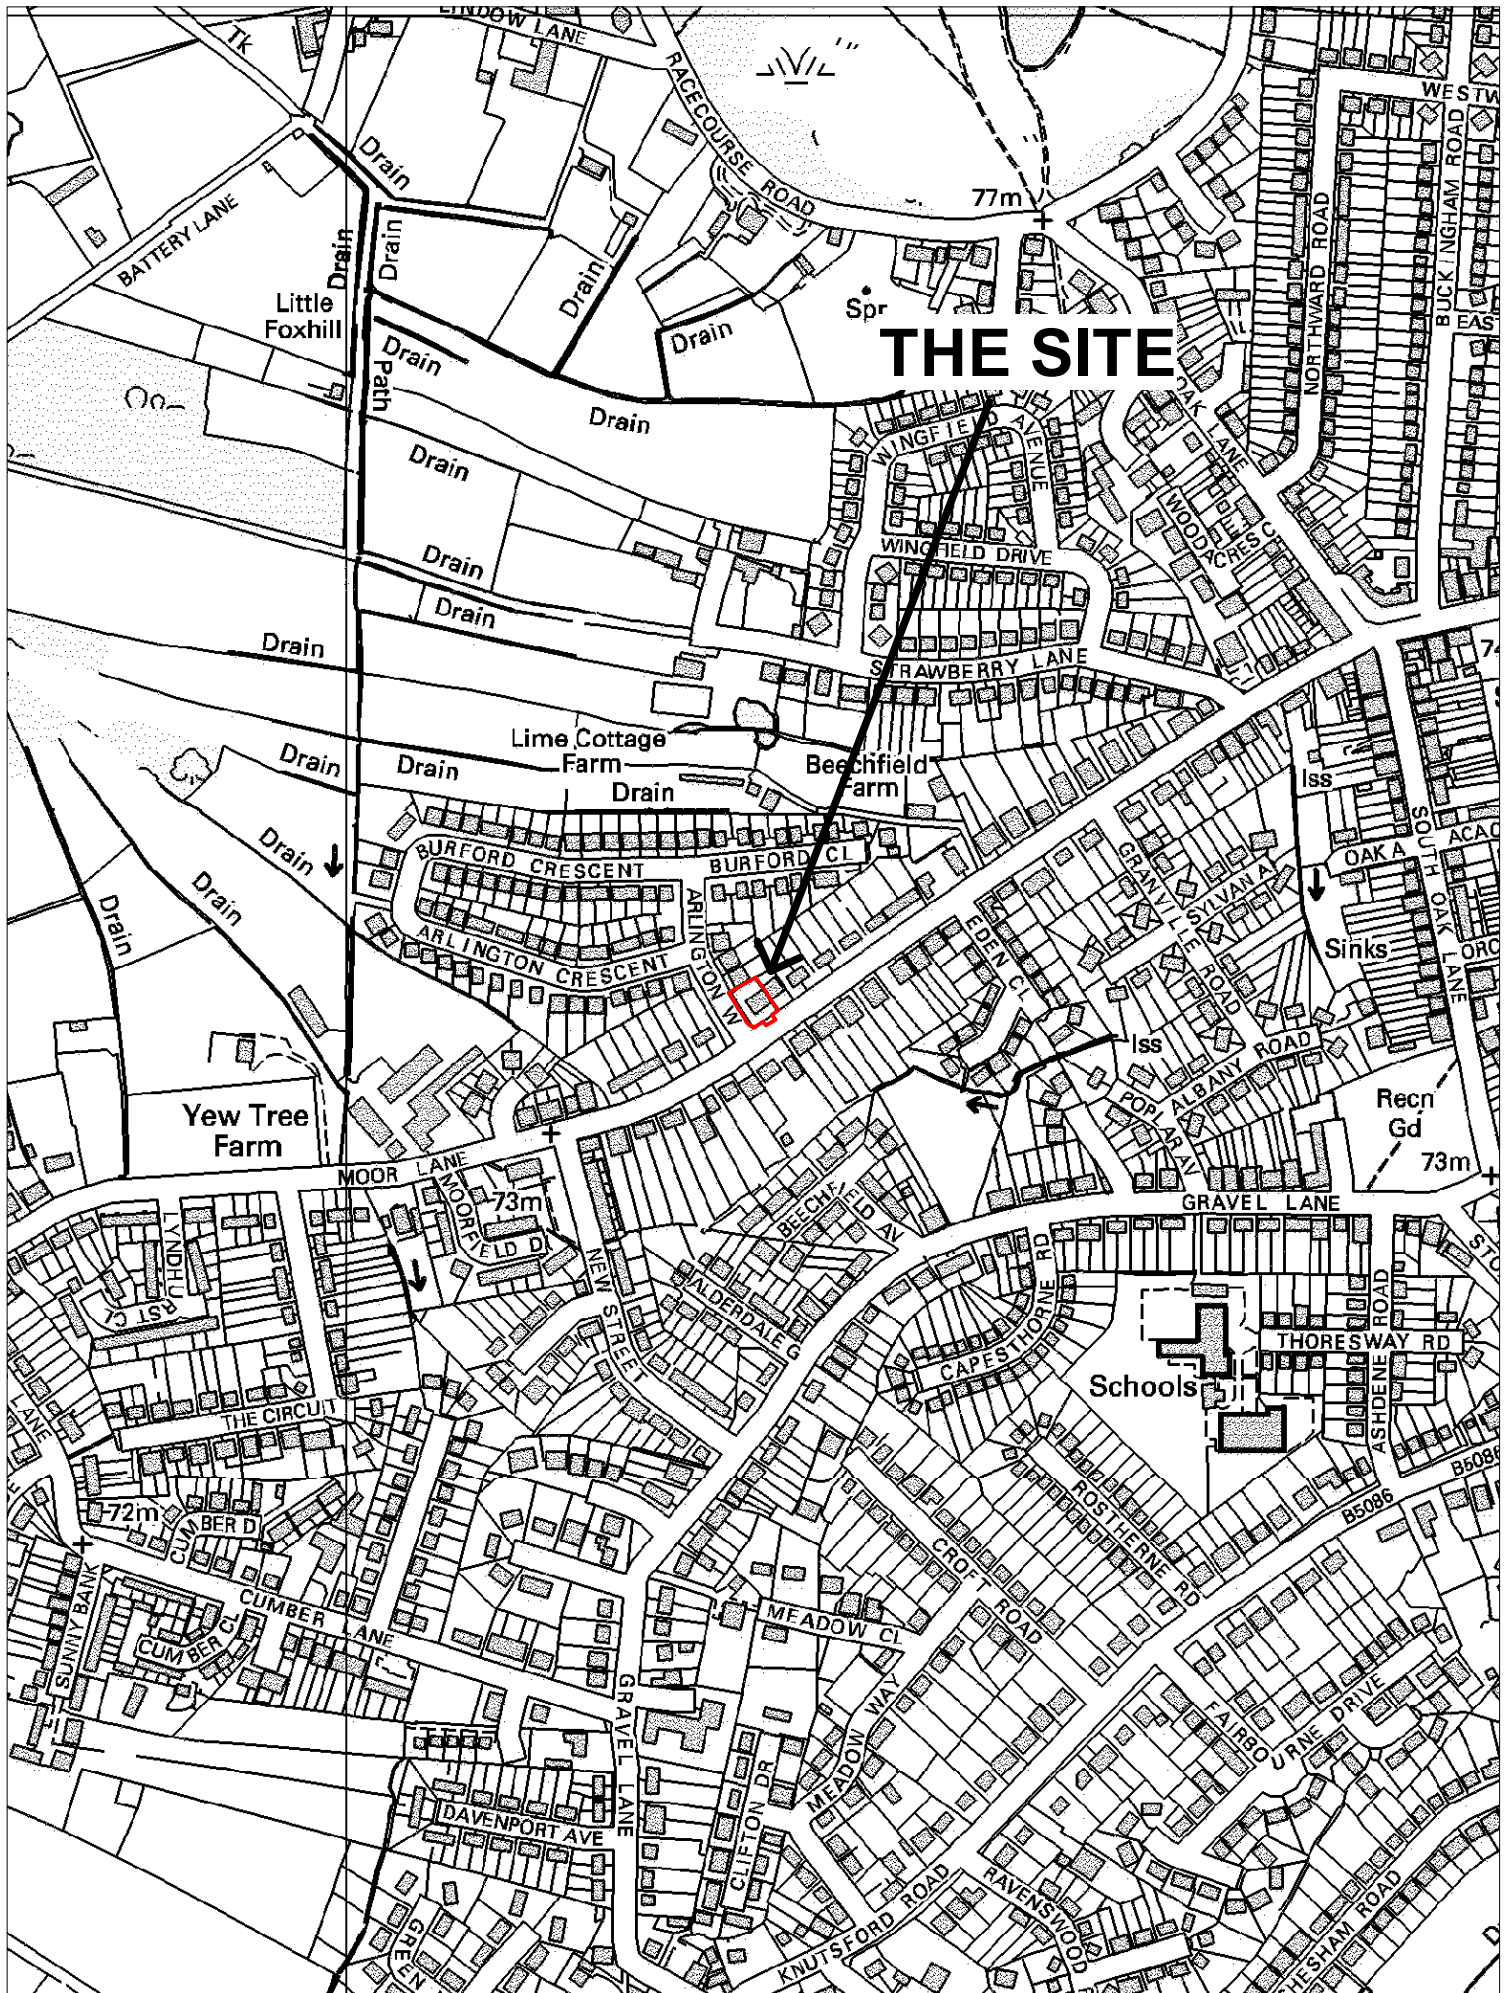 LINDOW LANE
Tk
RACECOURSE ROAD
WESTW
Drain
77m
BATTERY LANE
Drain
Drain
Drain
Little
Foxhill
Spr
NORTHWARD ROAD
BUCKINGHAM ROAD
EAST
Drain
Drain
THE SITE
Path
Drain
OAK LANE
WINGFIELD AVENUE
Drain
WOOD
ACRES C
WINGFIELD DRIVE
Drain
Drain
Drain
STRAWBERRY LANE
74
Lime Cottage
Farm
Beechfield
Farm
Drain
Drain
Drain
Iss
SOUTH OAK LANE
ACAC
OAK A
BURFORD CRESCENT
BURFORD CL
Drain
Drain
GRANVILLE ROAD
SYLVAN A
ARLINGTON W
EDEN CL
Drain
ARLINGTON CRESCENT
Sinks
ORC
Iss
ALBANY ROAD
POPLAR AV
Recn
Gd
Yew Tree
Farm
73m
MOOR LANE
GRAVEL LANE
MOORFIELD D
73m
BEECHFIELD AV
LYNDHURST CL
NEW STREET
ALDERDALE G
CAPESTHORNE RD
STO
ASHDENE ROAD
THORESWAY RD
Schools
LANE
THE CIRCUIT
B5086
B5086
72m
CUMBER D
ROSTHERNE RD
CROFT ROAD
SUNNY BANK
CUMBER LANE
CUMBER CL
MEADOW CL
GRAVEL LANE
MEADOW WAY
FAIRBOURNE DRIVE
CLIFTON DR
DAVENPORT AVE
KNUTSFORD ROAD
RAVENSWOOD
GREEN
HESHAM ROAD
D